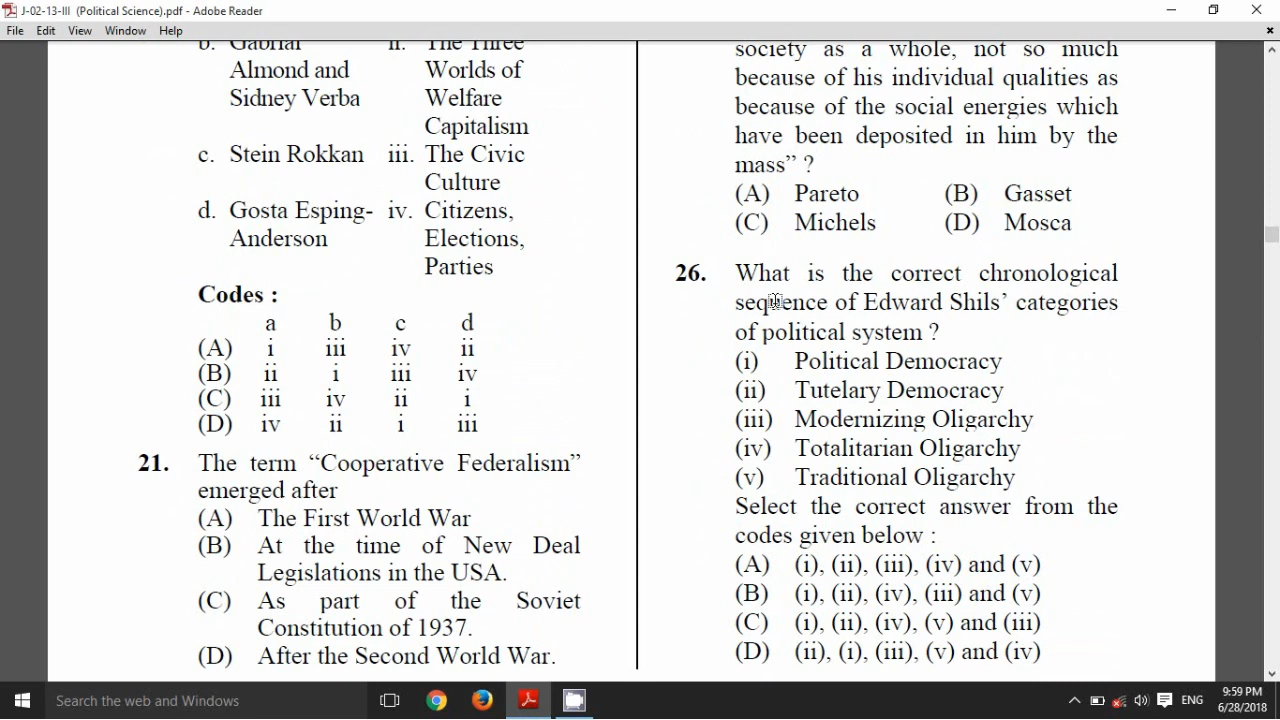 J-02-13-III (Political Science).pdf - Adobe Reader
File Edit View Window Help
b. Gabrial ii. The Three
Almond and Worlds of
Sidney Verba Welfare
Capitalism
c. Stein Rokkan iii. The Civic
Culture
d. Gosta Esping- iv. Citizens,
Anderson Elections,
Parties
Codes :
a b c d
(A) i iii iv ii
(B) ii i iii iv
(C) iii iv ii i
(D) iv ii i iii
21. The term “Cooperative Federalism”
emerged after
(A) The First World War
(B) At the time of New Deal
Legislations in the USA.
(C) As part of the Soviet
Constitution of 1937.
(D) After the Second World War.
society as a whole, not so much
because of his individual qualities as
because of the social energies which
have been deposited in him by the
mass” ?
(A) Pareto (B) Gasset
(C) Michels (D) Mosca
26. What is the correct chronological
sequence of Edward Shils’ categories
of political system ?
(i) Political Democracy
(ii) Tutelary Democracy
(iii) Modernizing Oligarchy
(iv) Totalitarian Oligarchy
(v) Traditional Oligarchy
Select the correct answer from the
codes given below :
(A) (i), (ii), (iii), (iv) and (v)
(B) (i), (ii), (iv), (iii) and (v)
(C) (i), (ii), (iv), (v) and (iii)
(D) (ii), (i), (iii), (v) and (iv)
Search the web and Windows
ENG
9:59 PM
6/28/2018